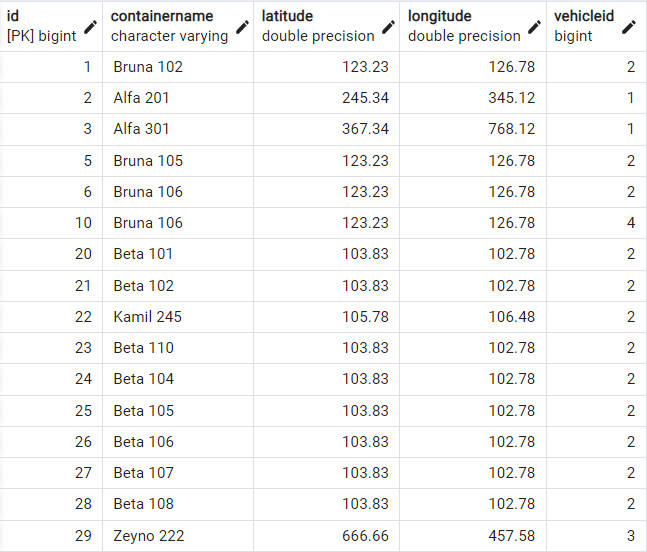 id containername latitude longitude vehicleid
[PK] bigint character varying double precision double precision bigint
1 Bruna 102 123.23 126.78 2
2 Alfa 201 245.34 345.12 1
3 Alfa 301 367.34 768.12 1
5 Bruna 105 123.23 126.78 2
6 Bruna 106 123.23 126.78 2
10 Bruna 106 123.23 126.78 4
20 Beta 101 103.83 102.78 2
21 Beta 102 103.83 102.78 2
22 Kamil 245 105.78 106.48 2
23 Beta 110 103.83 102.78 2
24 Beta 104 103.83 102.78 2
25 Beta 105 103.83 102.78 2
26 Beta 106 103.83 102.78 2
27 Beta 107 103.83 102.78 2
28 Beta 108 103.83 102.78 2
29 Zeyno 222 666.66 457.58 3